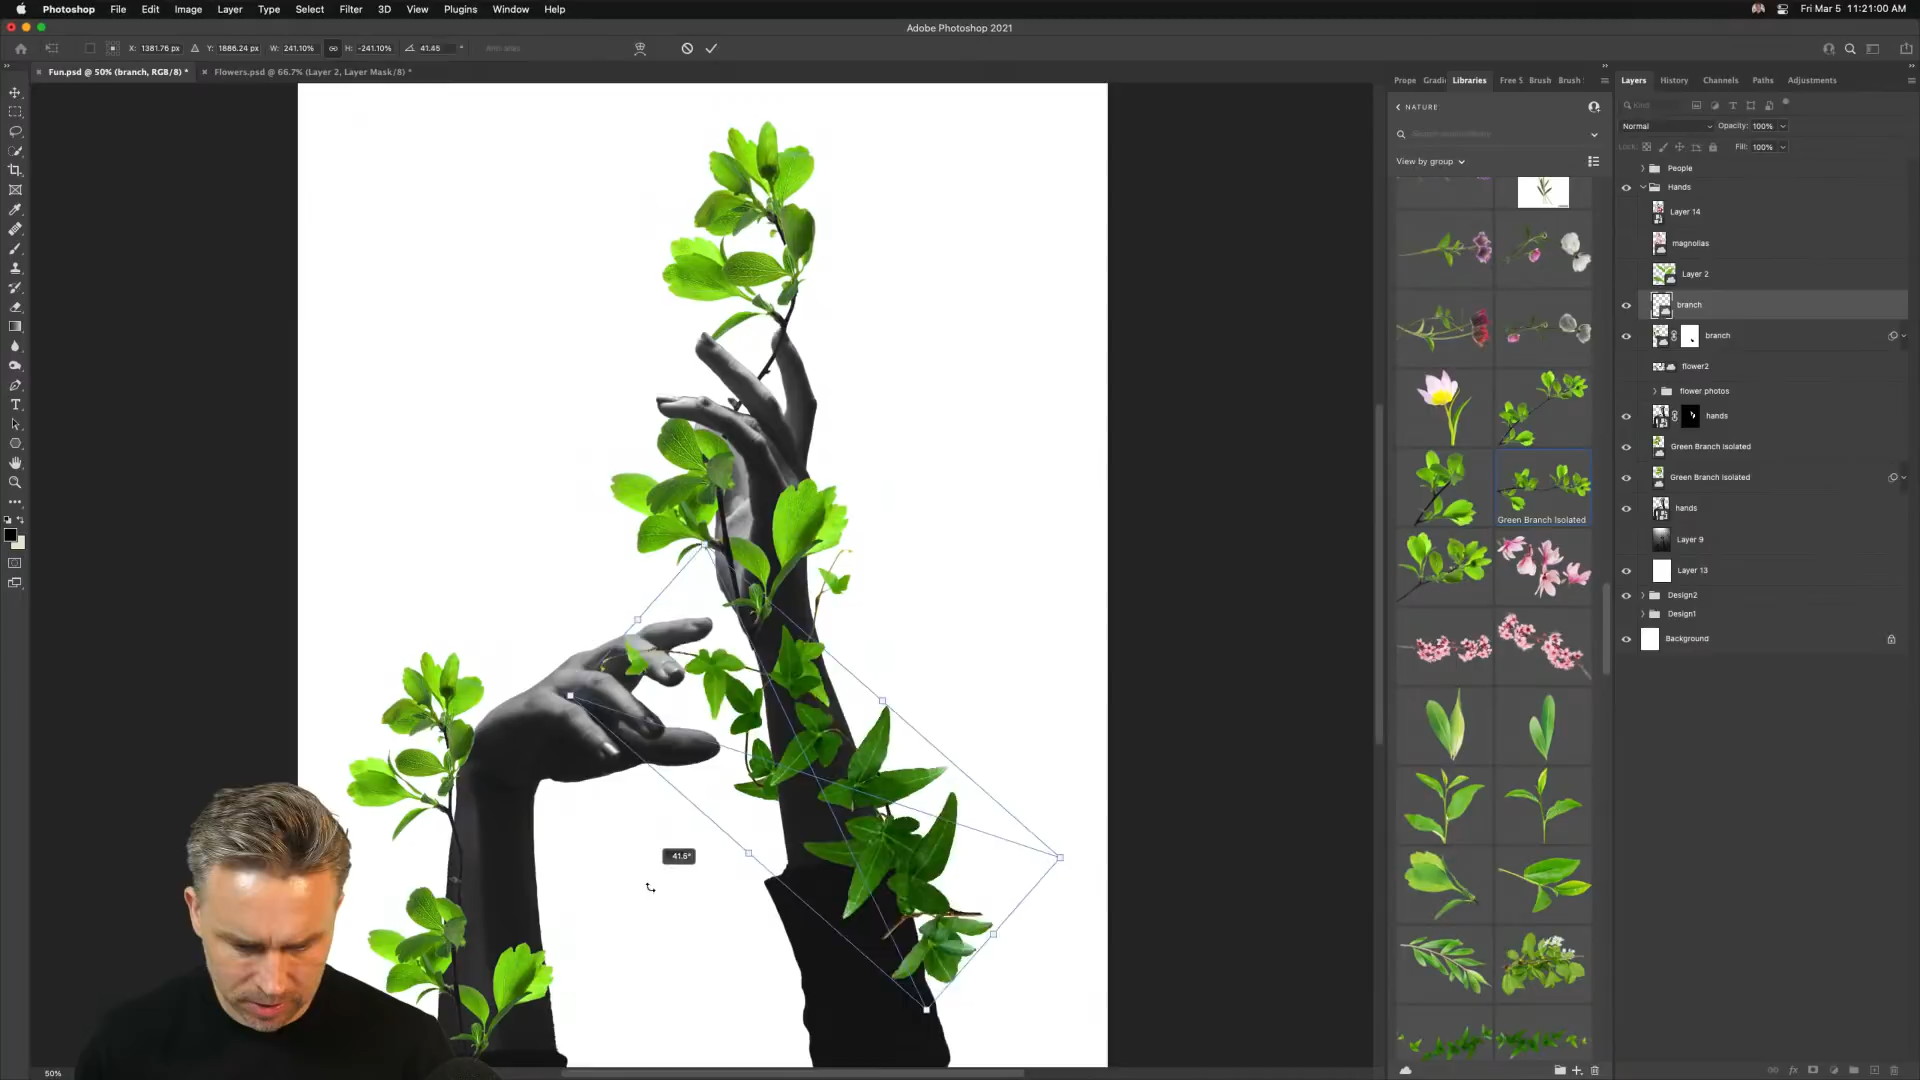 Photoshop File Edit Image Layer Type Select Filter 3D View Plugins Window Help
Fri Mar 5 11:21:00 AM
Adobe Photoshop 2021
X: 1381.76 px Y: 1886.24 px W: 241.10% H: -241.10% 41.45 ° Anti alias
Fun.psd @ 50% (branch, RGB/8) * Flowers.psd @ 66.7% (Layer 2, Layer Mask/8) *
Prope Gradi Libraries Free S Brush Brush
NATURE
View by group
Green Branch Isolated
Layers History Channels Paths Adjustments
Kind
Normal Opacity: 100%
Lock: Fill: 100%
People
Hands
Layer 14
magnolias
Layer 2
branch
branch
flower2
flower photos
hands
Green Branch Isolated
Green Branch Isolated
hands
Layer 9
Layer 13
Design2
Design1
Background
41.6°
50%